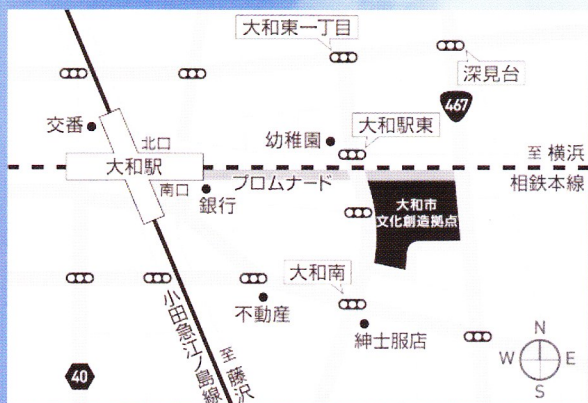 大和東一丁目
深見台
467
交番
北口
幼稚園
大和駅東
大和駅
至 横浜
南口
プロムナード
相鉄本線
銀行
大和市
文化創造拠点
大和南
不動産
紳士服店
小田急江ノ島線
至 藤沢
40
N
W
E
S